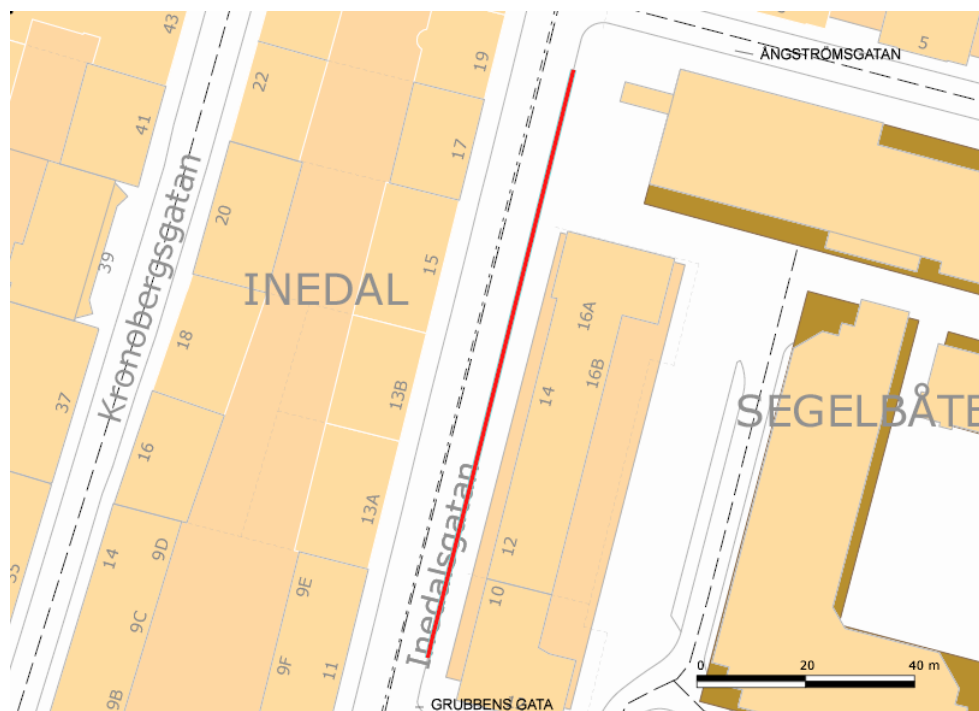 43
19
5
ÅNGSTRÖMSGATAN
22
41
17
Kronobergsgatan
20
39
15
INEDAL
16A
18
16B
14
13B
37
SEGELBÅTE
16
13A
Inedalsgatan
12
14
9D
35
9E
10
9C
9F
11
0 20 40 m
9B
GRUBBENS GATA